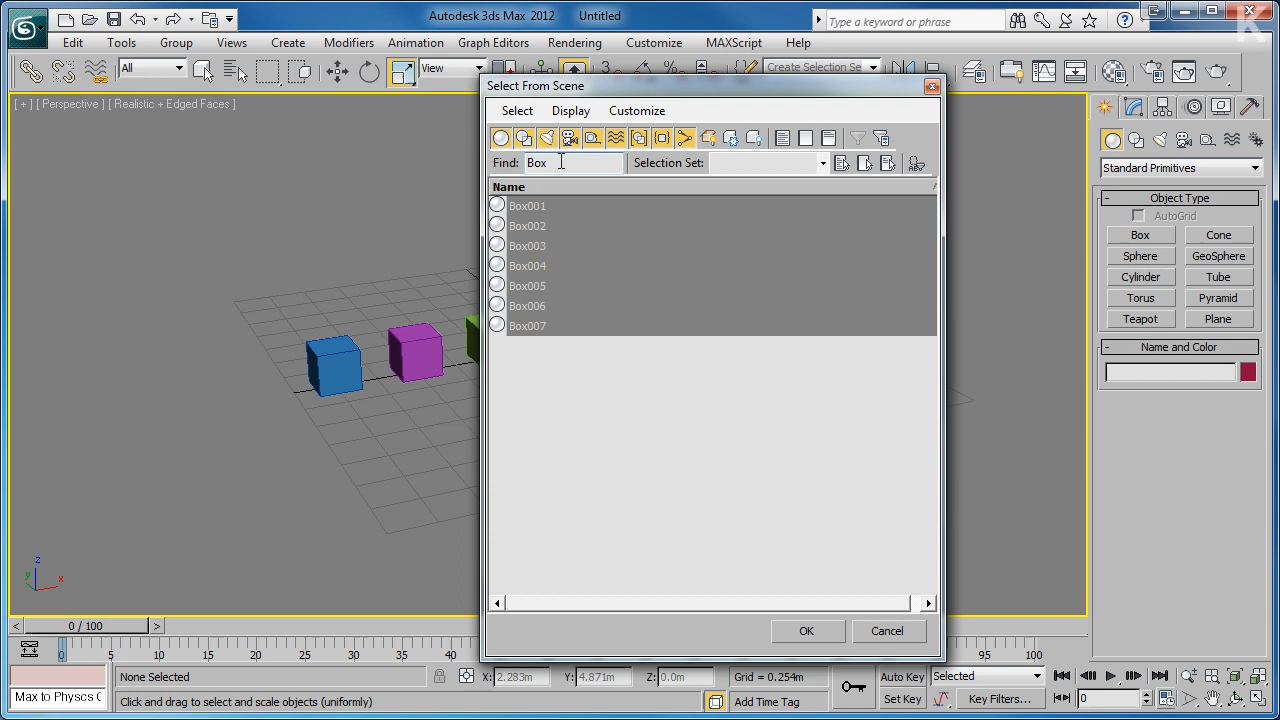 Autodesk 3ds Max 2012 Untitled
Type a keyword or phrase
K
Edit Tools Group Views Create Modifiers Animation Graph Editors Rendering Customize MAXScript Help
All
View
3
%
Create Selection Se
[ + ] [ Perspective ] [ Realistic + Edged Faces ]
Select From Scene
Select Display Customize
Find: Box
Selection Set:
Name
Box001
Box002
Box003
Box004
Box005
Box006
Box007
OK Cancel
Standard Primitives
- Object Type
AutoGrid
Box Cone
Sphere GeoSphere
Cylinder Tube
Torus Pyramid
Teapot Plane
- Name and Color
z
y
x
< 0 / 100 >
0 5 10 15 20 25 30 35 40 45 95 100
None Selected
X: 2.283m Y: 4.871m Z: 0.0m
Grid = 0.254m
Auto Key
Selected
Max to Physcs (
Click and drag to select and scale objects (uniformly)
Add Time Tag
Set Key
Key Filters...
0